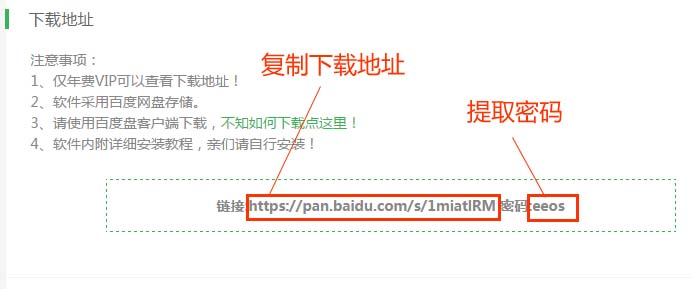 下载地址
注意事项：
1、仅年费VIP可以查看下载地址！
2、软件采用百度网盘存储。
3、请使用百度盘客户端下载，不知如何下载点这里！
4、软件内附详细安装教程，亲们请自行安装！
复制下载地址
提取密码
链接:https://pan.baidu.com/s/1miatlRM 密码:eeos